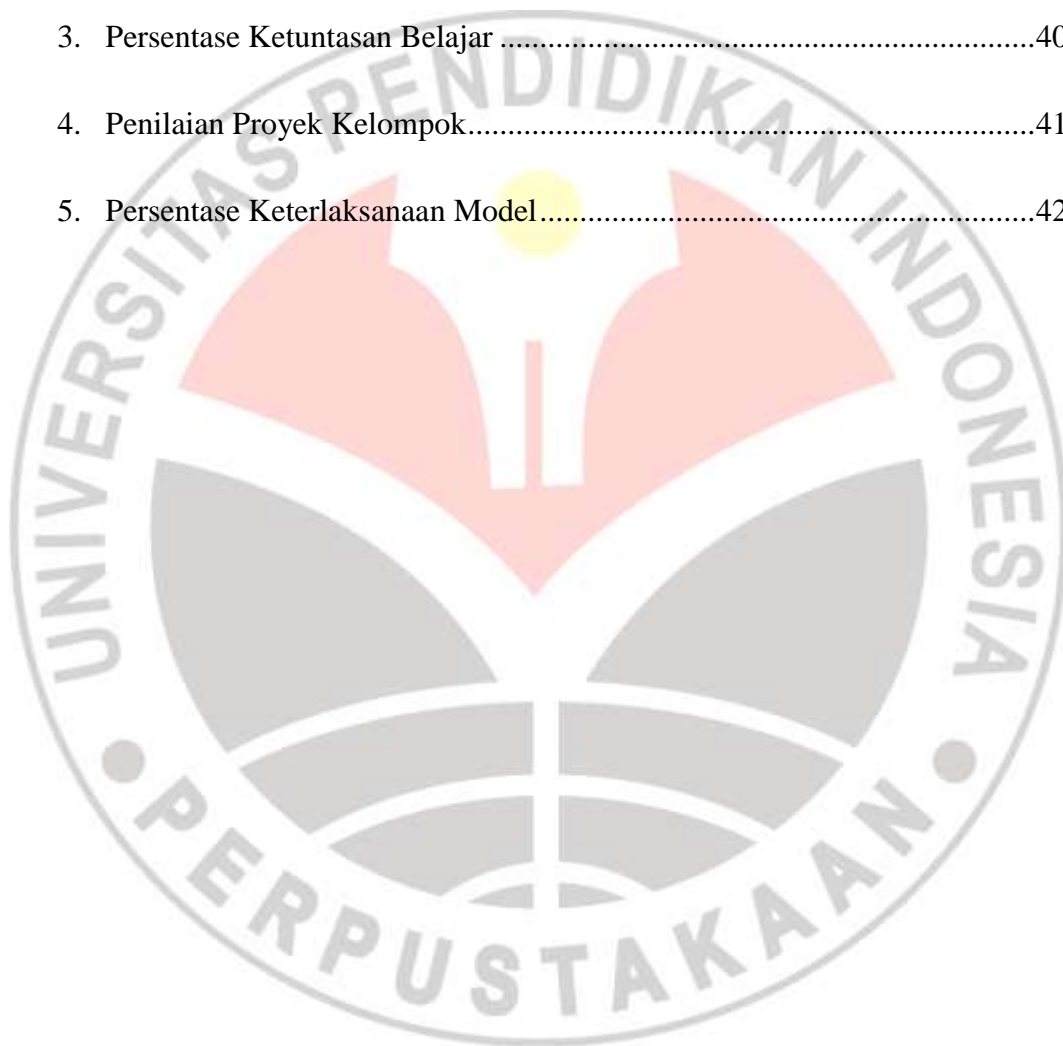 3. Persentase Ketuntasan Belajar ....................................................................40
4. Penilaian Proyek Kelompok........................................................................41
5. Persentase Keterlaksanaan Model...............................................................42
UNIVERSITAS PENDIDIKAN INDONESIA
PERPUSTAKAAN